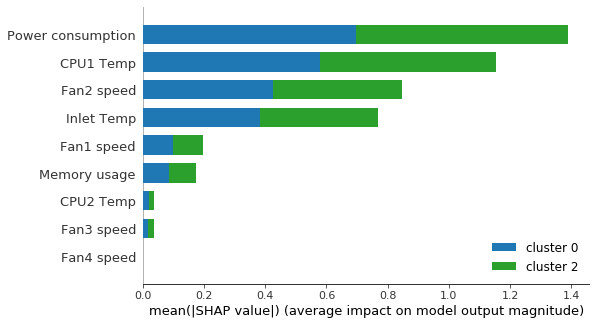 Power consumption
CPU1 Temp
Fan2 speed
Inlet Temp
Fan1 speed
Memory usage
CPU2 Temp
Fan3 speed
Fan4 speed
cluster 0
cluster 2
0.0 0.2 0.4 0.6 0.8 1.0 1.2 1.4
mean(|SHAP value|) (average impact on model output magnitude)